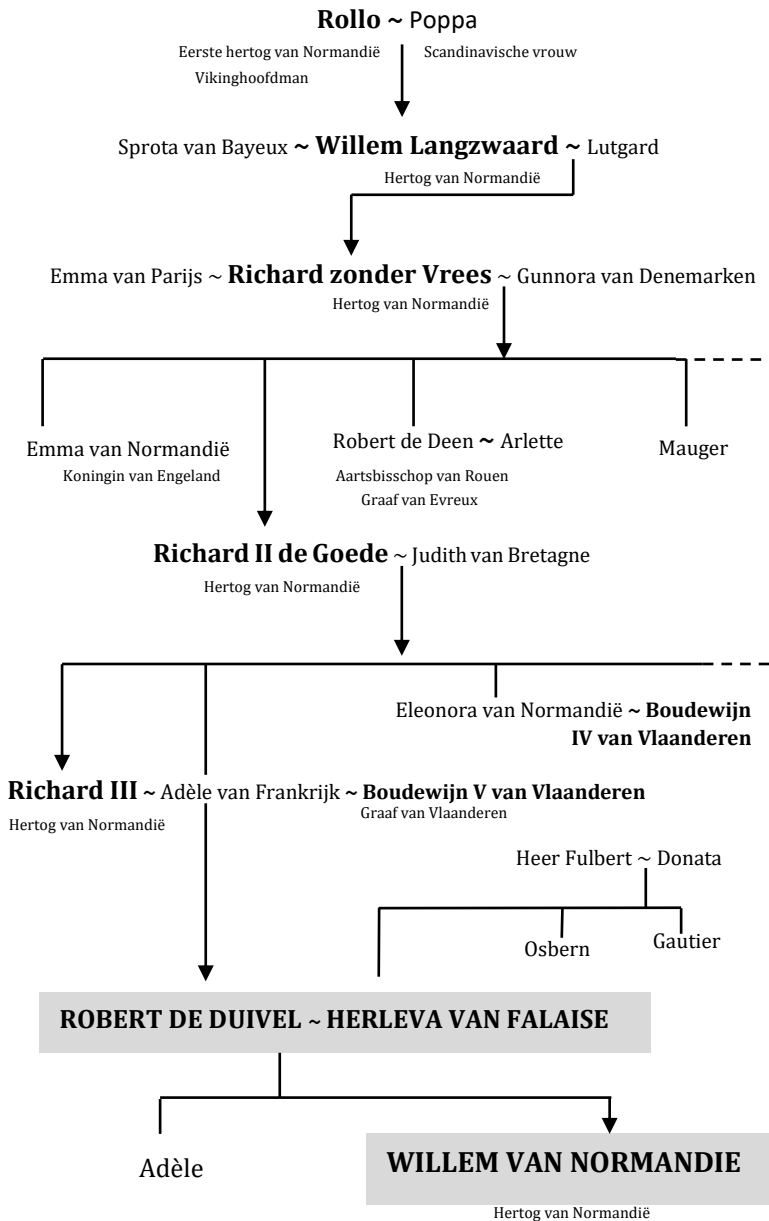 Rollo ~ Poppa
Eerste hertog van Normandië Scandinavische vrouw
Vikinghoofdman
Sprota van Bayeux ~ Willem Langzwaard ~ Lutgard
Hertog van Normandië
Emma van Parijs ~ Richard zonder Vrees ~ Gunnora van Denemarken
Hertog van Normandië
Emma van Normandië
Koningin van Engeland
Robert de Deen ~ Arlette
Aartsbisschop van Rouen
Graaf van Evreux
Mauger
Richard II de Goede ~ Judith van Bretagne
Hertog van Normandië
Eleonora van Normandië ~ Boudewijn
IV van Vlaanderen
Richard III ~ Adèle van Frankrijk ~ Boudewijn V van Vlaanderen
Hertog van Normandië
Graaf van Vlaanderen
Heer Fulbert ~ Donata
Osbern
Gautier
ROBERT DE DUIVEL ~ HERLEVA VAN FALAISE
Adèle
WILLEM VAN NORMANDIE
Hertog van Normandië